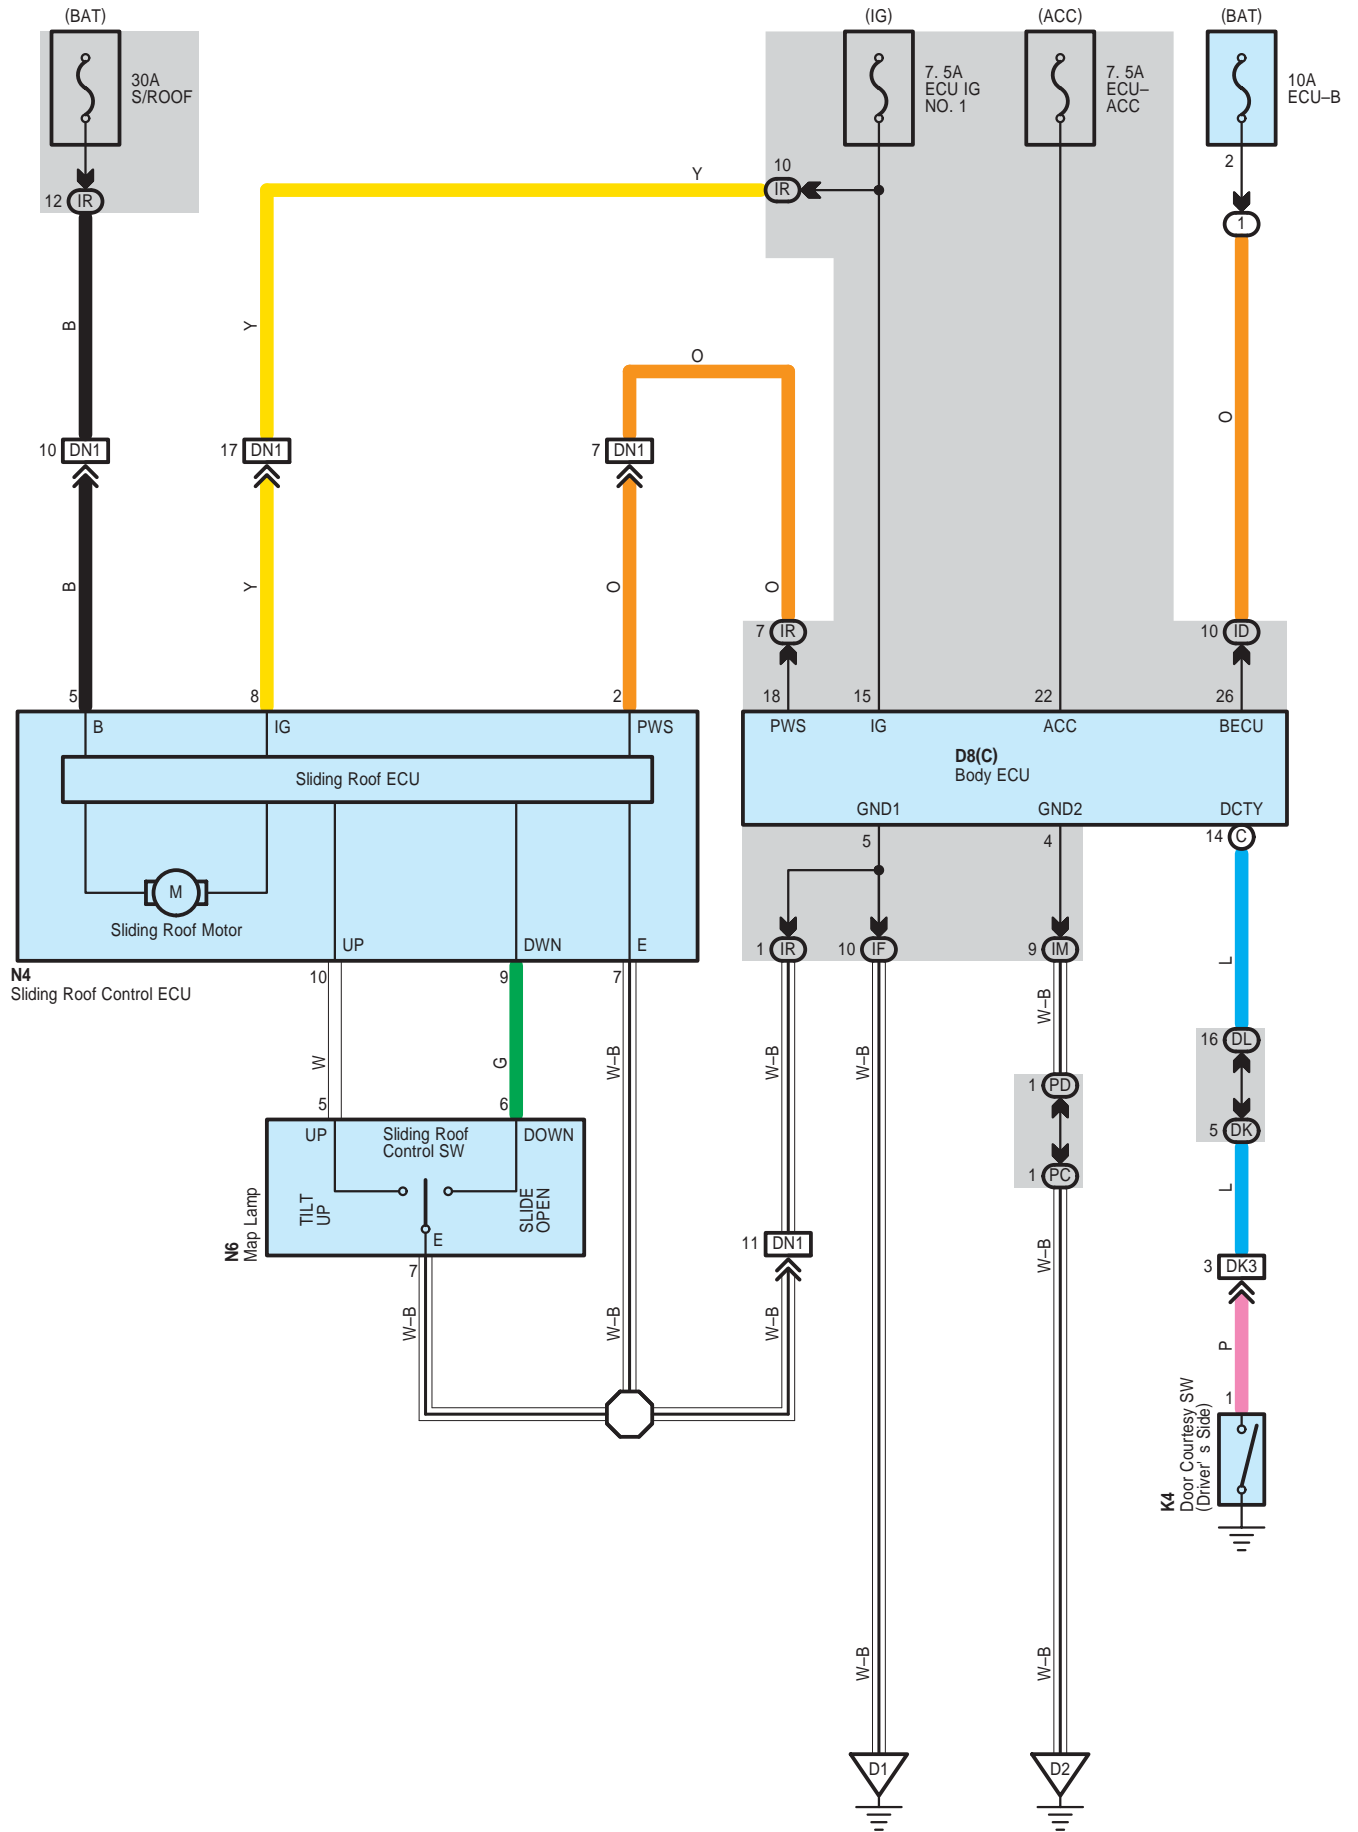 (BAT)
(IG)
(ACC)
(BAT)
30A
S/ROOF
7. 5A
ECU IG
NO. 1
7. 5A
ECU–
ACC
10A
ECU–B
2
10
Y
IR
12 IR
1
B
Y
O
O
10 DN1
17 DN1
7 DN1
B
Y
O
O
7 IR
10 ID
5
8
2
18
15
22
26
B
IG
PWS
PWS
IG
ACC
BECU
Sliding Roof ECU
D8(C)
Body ECU
GND1
GND2
DCTY
5
4
14 C
M
Sliding Roof Motor
UP
DWN
E
1 IR
10 IF
9 IM
N4
Sliding Roof Control ECU
10
9
7
L
W
G
W–B
W–B
W–B
W–B
16 DL
1 PD
5
6
5 DK
UP
Sliding Roof
Control SW
DOWN
1 PC
L
TILT
UP
SLIDE
OPEN
E
N6
Map Lamp
11 DN1
W–B
3 DK3
7
W–B
W–B
W–B
P
1
K4
Door Courtesy SW
(Driver' s Side)
W–B
W–B
D1
D2